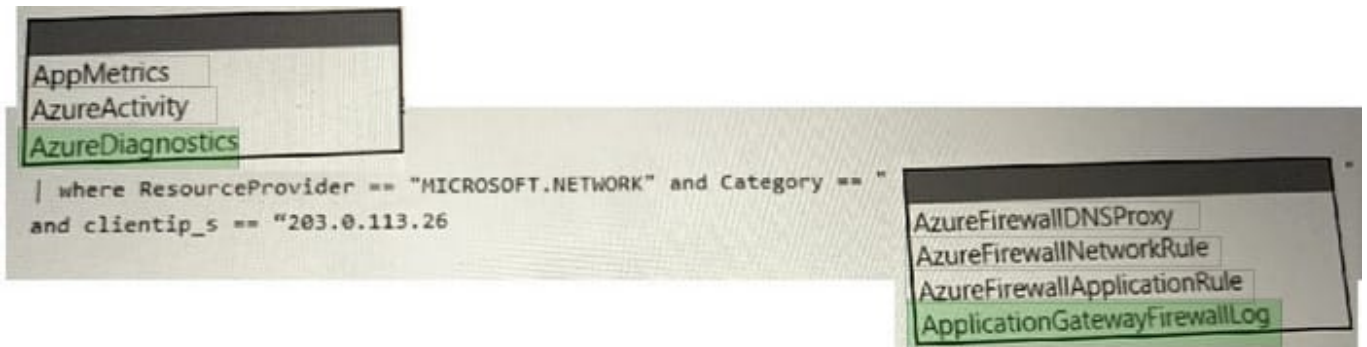 AppMetrics
AzureActivity
AzureDiagnostics
| where ResourceProvider == "MICROSOFT.NETWORK" and Category == " "
and clientip_s == “203.0.113.26
AzureFirewallDNSProxy
AzureFirewallNetworkRule
AzureFirewallApplicationRule
ApplicationGatewayFirewallLog